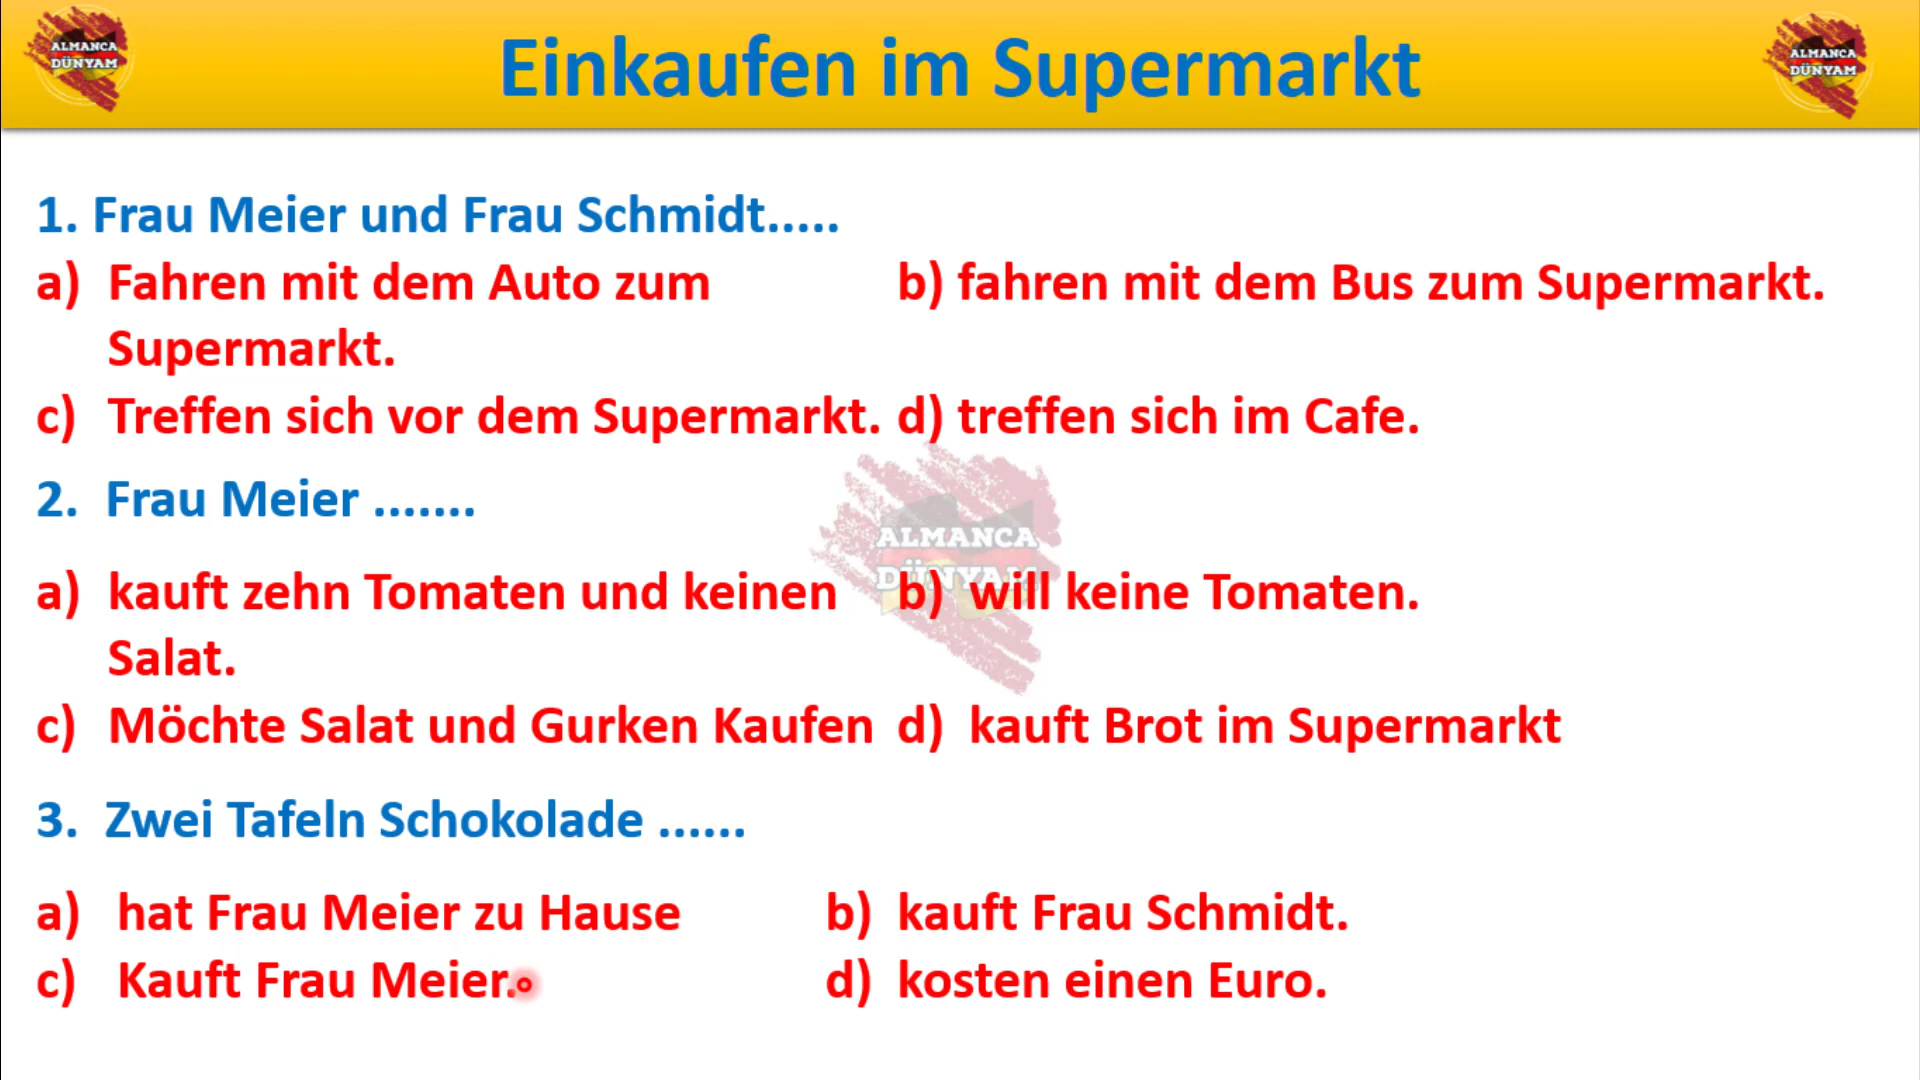 ALMANCA
DÜNYAM
Einkaufen im Supermarkt
ALMANCA
DÜNYAM
1. Frau Meier und Frau Schmidt.....
a) Fahren mit dem Auto zum
Supermarkt.
b) fahren mit dem Bus zum Supermarkt.
c) Treffen sich vor dem Supermarkt.
d) treffen sich im Cafe.
2. Frau Meier .......
ALMANCA
DÜNYAM
a) kauft zehn Tomaten und keinen
Salat.
b) will keine Tomaten.
c) Möchte Salat und Gurken Kaufen
d) kauft Brot im Supermarkt
3. Zwei Tafeln Schokolade ......
a) hat Frau Meier zu Hause
b) kauft Frau Schmidt.
c) Kauft Frau Meier.
d) kosten einen Euro.